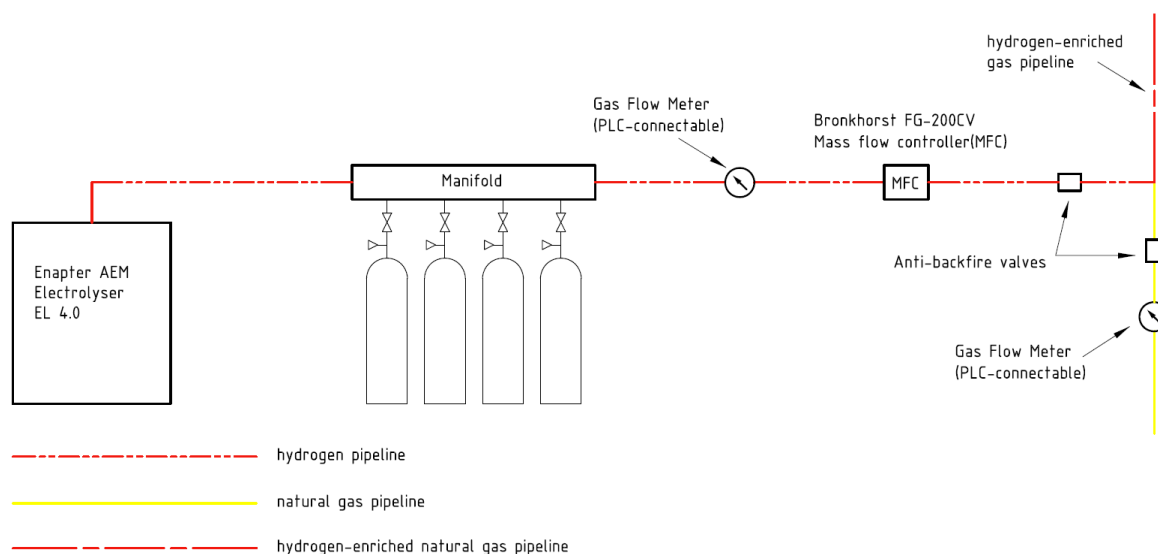 hydrogen-enriched
gas pipeline
Gas Flow Meter
(PLC-connectable)
Bronkhorst FG-200CV
Mass flow controller(MFC)
Manifold
MFC
Enapter AEM
Electrolyser
EL 4.0
Anti-backfire valves
Gas Flow Meter
(PLC-connectable)
hydrogen pipeline
natural gas pipeline
hydrogen-enriched natural gas pipeline